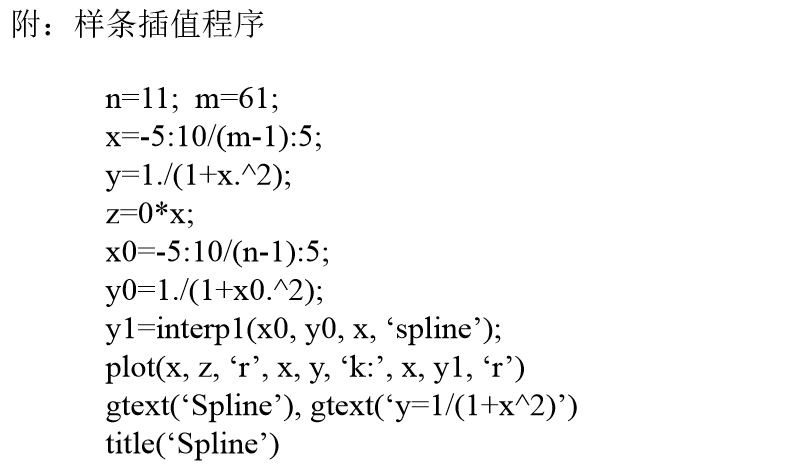 附：样条插值程序
n=11;  m=61;
x=-5:10/(m-1):5;
y=1./(1+x.^2);
z=0*x;
x0=-5:10/(n-1):5;
y0=1./(1+x0.^2);
y1=interp1(x0, y0, x, ‘spline’);
plot(x, z, ‘r’, x, y, ‘k:’, x, y1, ‘r’)
gtext(‘Spline’), gtext(‘y=1/(1+x^2)’)
title(‘Spline’)